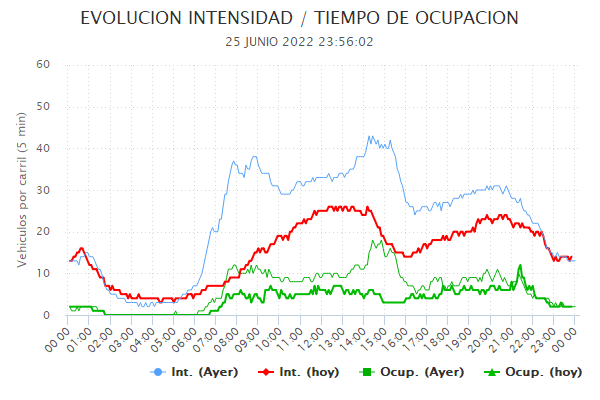 EVOLUCION INTENSIDAD / TIEMPO DE OCUPACION
25 JUNIO 2022 23:56:02
Vehiculos por carril (5 min)
60
50
40
30
20
10
0
00:00 01:00 02:00 03:00 04:00 05:00 06:00 07:00 08:00 09:00 10:00 11:00 12:00 13:00 14:00 15:00 16:00 17:00 18:00 19:00 20:00 21:00 22:00 23:00 00:00
Int. (Ayer) Int. (hoy) Ocup. (Ayer) Ocup. (hoy)